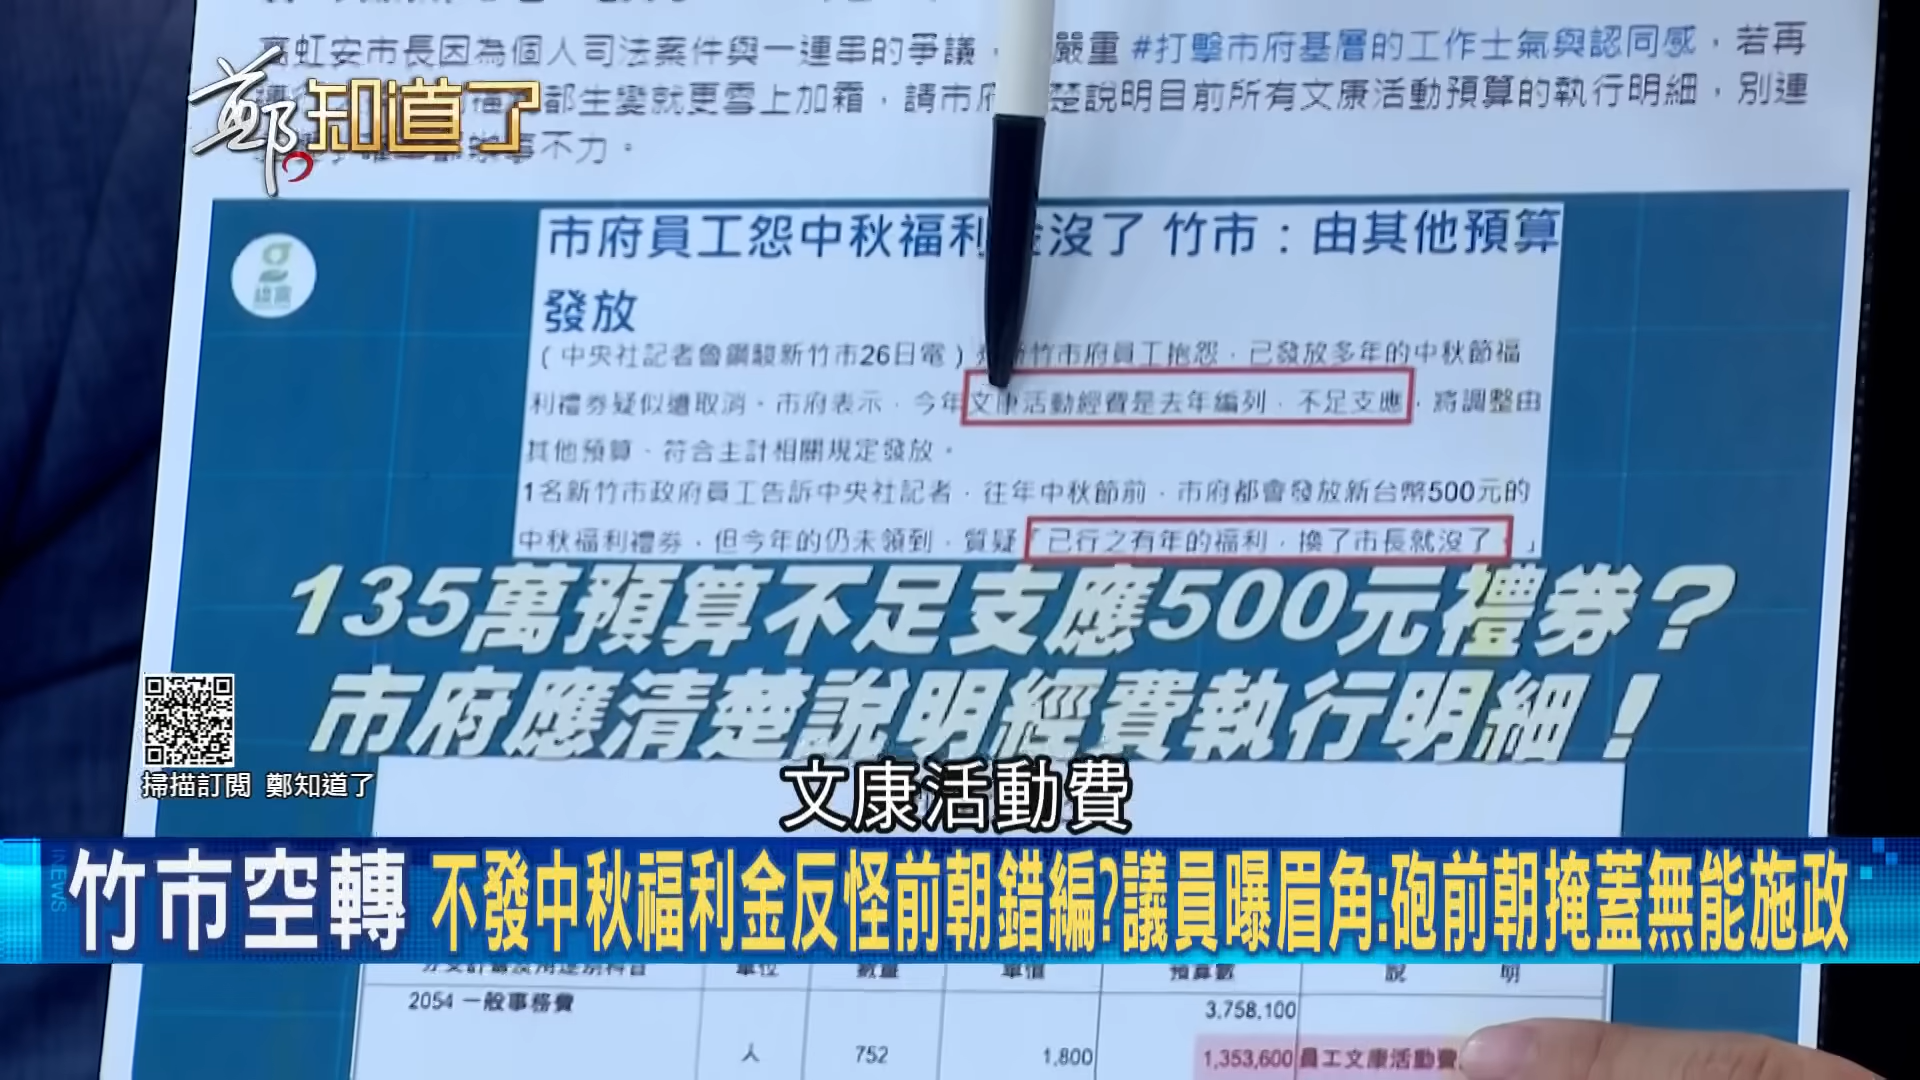 高虹安市長因為個人司法案件與一連串的爭議， 嚴重 #打擊市府基層的工作士氣與認同感，若再
都生變就更雪上加霜，請市府 楚說明目前所有文康活動預算的執行明細，別連
事不力。
鄭知道了
市府員工怨中秋福利 沒了 竹市：由其他預算
發放
綠黨
（中央社記者魯鋼駿新竹市26日電） 新竹市府員工抱怨，已發放多年的中秋節福
利禮券疑似遭取消。市府表示，今年文康活動經費是去年編列，不足支應，將調整由
其他預算、符合主計相關規定發放。
1名新竹市政府員工告訴中央社記者，往年中秋節前，市府都會發放新台幣500元的
中秋福利禮券，但今年的仍未領到，質疑「已行之有年的福利，換了市長就沒了」
135萬預算不足支應500元禮券？
市府應清楚說明經費執行明細！
掃描訂閱 鄭知道了
文康活動費
INEWS
竹市空轉 不發中秋福利金反怪前朝錯編?議員曝眉角:砲前朝掩蓋無能施政
單位 數量 單價 預算數 說 明
2054 一般事務費 3,758,100
人 752 1,800 1,353,600 員工文康活動費